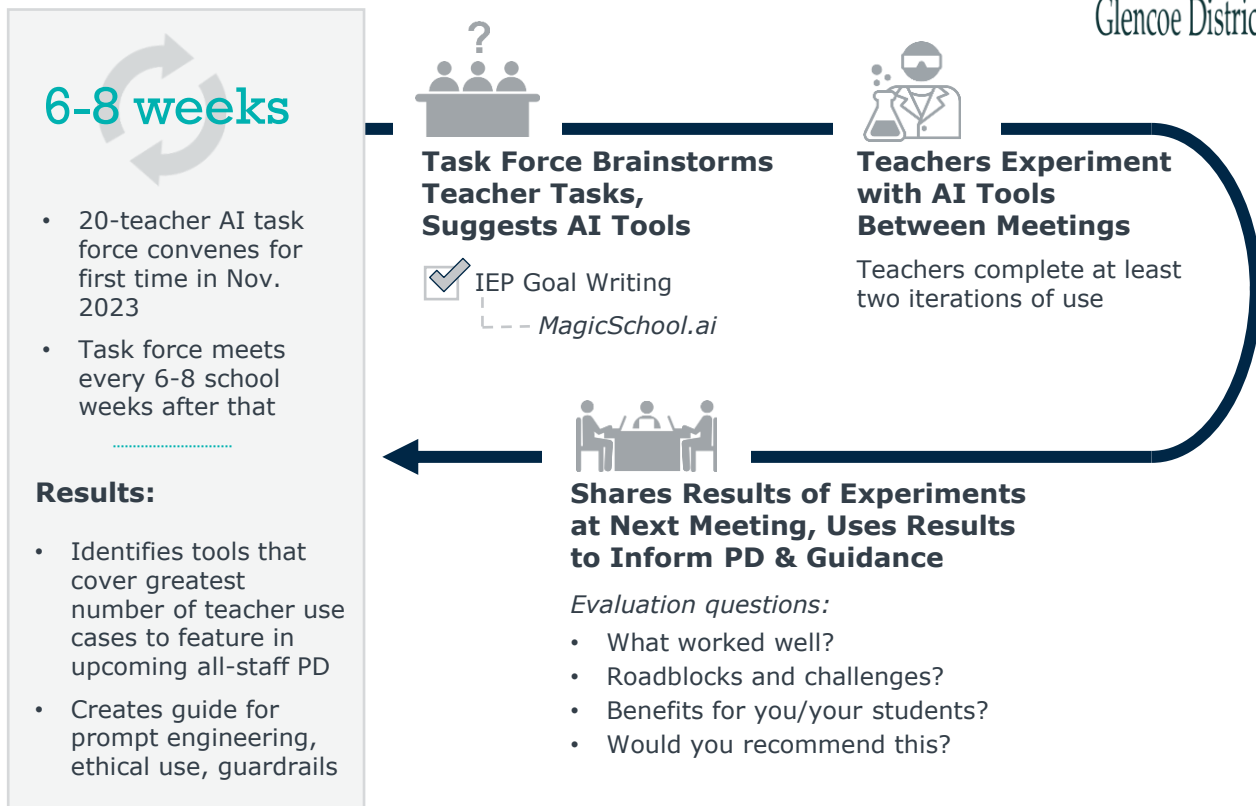 Glencoe Distric
6-8 weeks
• 20-teacher AI task
force convenes for
first time in Nov.
2023
• Task force meets
every 6-8 school
weeks after that
Results:
• Identifies tools that
cover greatest
number of teacher use
cases to feature in
upcoming all-staff PD
• Creates guide for
prompt engineering,
ethical use, guardrails
?
Task Force Brainstorms
Teacher Tasks,
Suggests AI Tools
IEP Goal Writing
MagicSchool.ai
Teachers Experiment
with AI Tools
Between Meetings
Teachers complete at least
two iterations of use
Shares Results of Experiments
at Next Meeting, Uses Results
to Inform PD & Guidance
Evaluation questions:
• What worked well?
• Roadblocks and challenges?
• Benefits for you/your students?
• Would you recommend this?